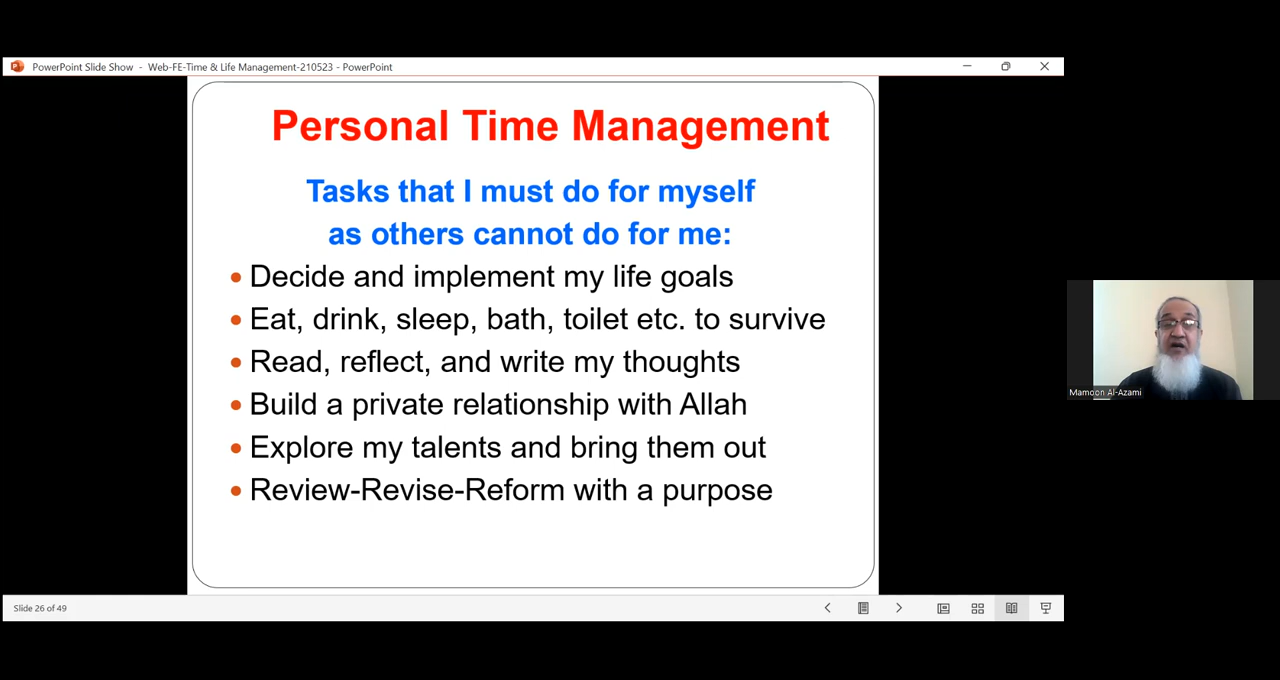 PowerPoint Slide Show - Web-FE-Time & Life Management-210523 - PowerPoint
Personal Time Management
Tasks that I must do for myself
as others cannot do for me:
• Decide and implement my life goals
• Eat, drink, sleep, bath, toilet etc. to survive
• Read, reflect, and write my thoughts
• Build a private relationship with Allah
• Explore my talents and bring them out
• Review-Revise-Reform with a purpose
Mamoon Al-Azami
Slide 26 of 49